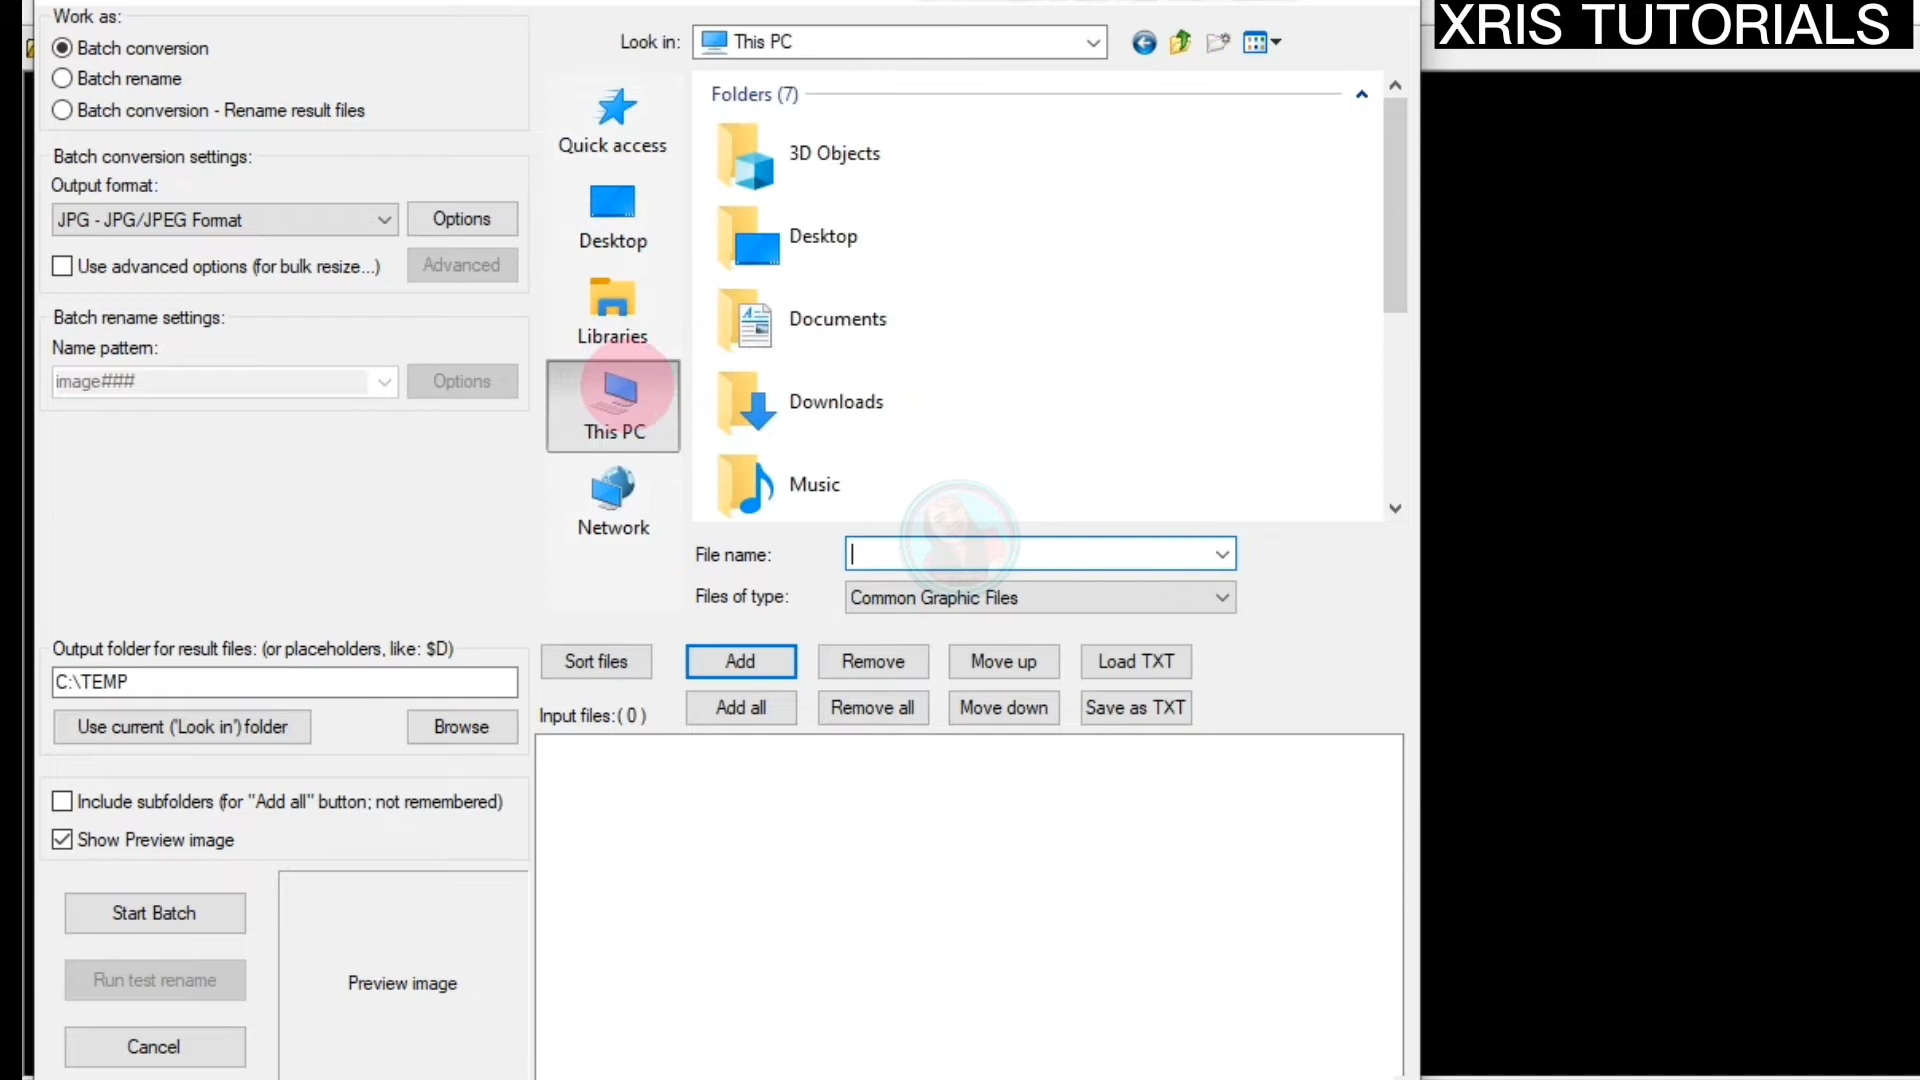 XRIS TUTORIALS
Work as:
Batch conversion
Batch rename
Batch conversion - Rename result files
Batch conversion settings:
Output format:
JPG - JPG/JPEG Format
Options
Use advanced options (for bulk resize...)
Advanced
Batch rename settings:
Name pattern:
image###
Options
Look in:
This PC
Quick access
Desktop
Libraries
This PC
Network
Folders (7)
3D Objects
Desktop
Documents
Downloads
Music
File name:
Files of type:
Common Graphic Files
Output folder for result files: (or placeholders, like: $D)
C:\TEMP
Use current ('Look in') folder
Browse
Sort files
Add
Remove
Move up
Load TXT
Input files:( 0 )
Add all
Remove all
Move down
Save as TXT
Include subfolders (for "Add all" button; not remembered)
Show Preview image
Start Batch
Run test rename
Cancel
Preview image